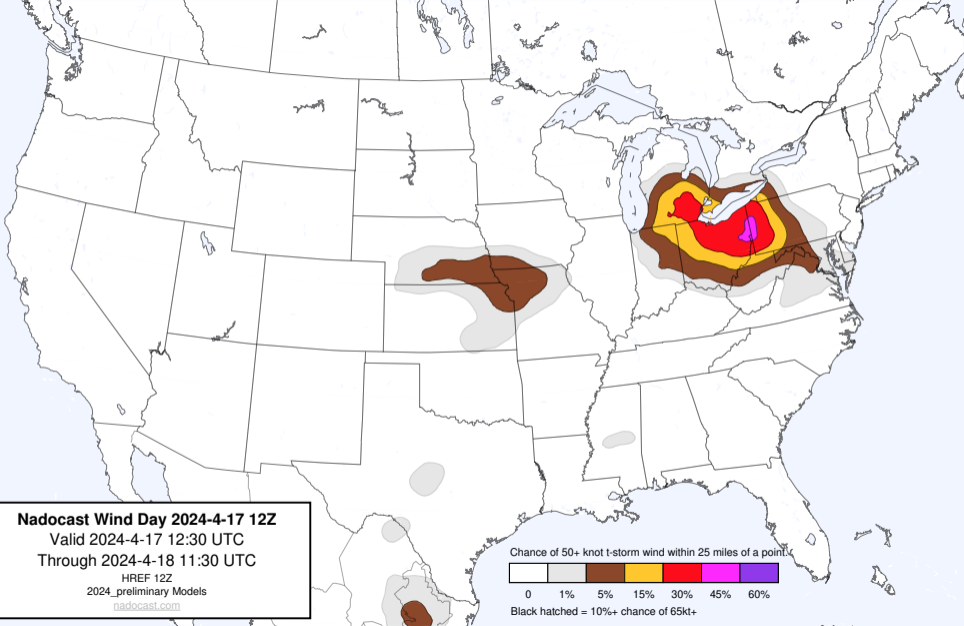 Nadocast Wind Day 2024-4-17 12Z
Valid 2024-4-17 12:30 UTC
Through 2024-4-18 11:30 UTC
HREF 12Z
2024_preliminary Models
nadocast.com
Chance of 50+ knot t-storm wind within 25 miles of a point.
0 1% 5% 15% 30% 45% 60%
Black hatched = 10%+ chance of 65kt+